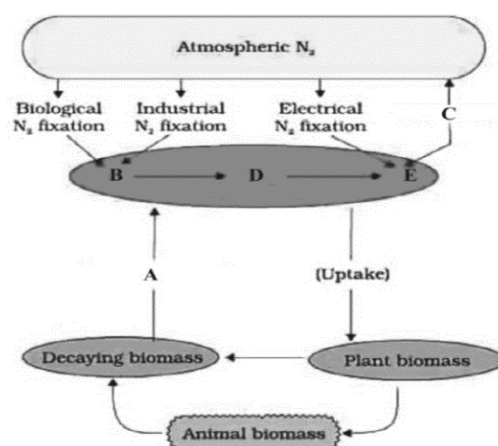 Atmospheric N₂
Biological
N₂ fixation
Industrial
N₂ fixation
Electrical
N₂ fixation
C
B
D
E
A
(Uptake)
Decaying biomass
Plant biomass
Animal biomass